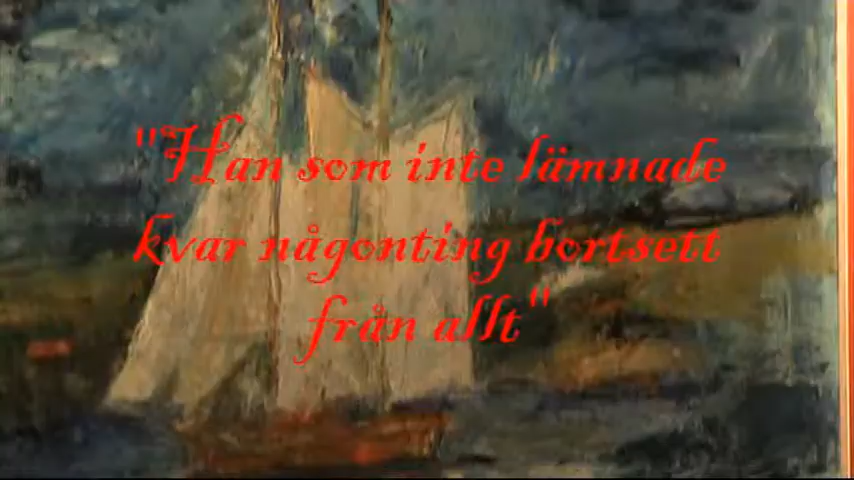 "Han som inte lämnade
kvar någonting bortsett
från allt"